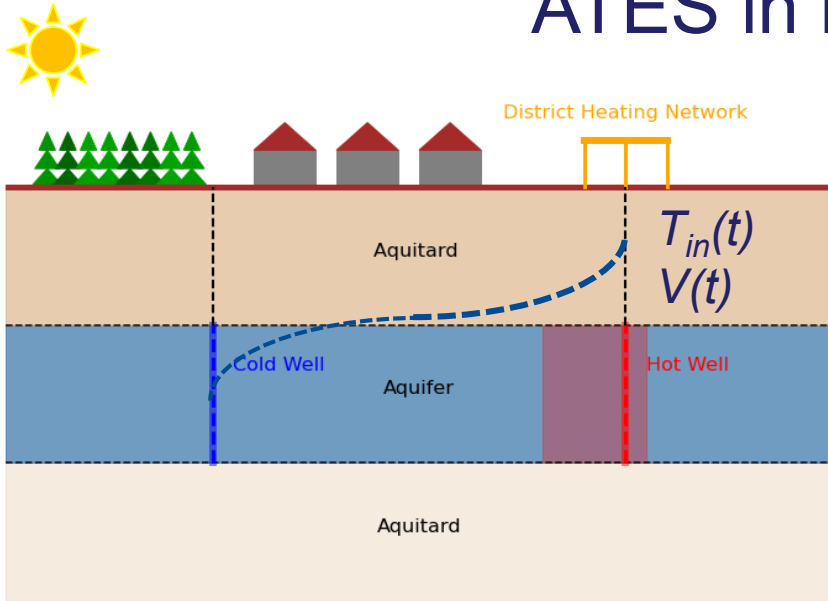 ATES in
District Heating Network
Aquitard
T_in(t)
V(t)
Cold Well
Hot Well
Aquifer
Aquitard